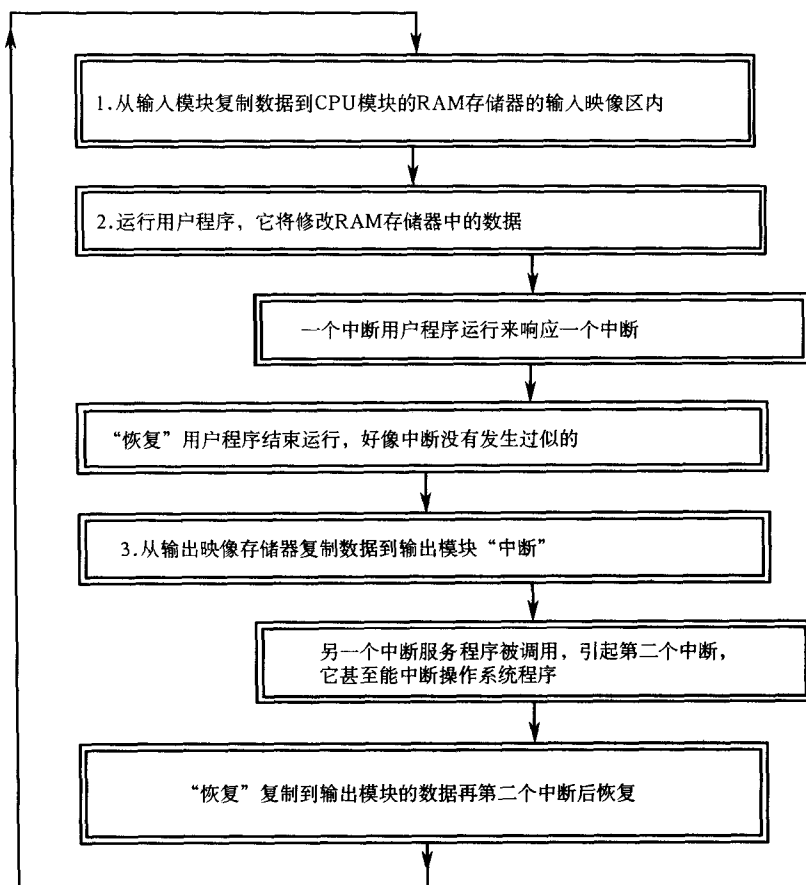 1.从输入模块复制数据到CPU模块的RAM存储器的输入映像区内
2.运行用户程序，它将修改RAM存储器中的数据
一个中断用户程序运行来响应一个中断
“恢复”用户程序结束运行，好像中断没有发生过似的
3.从输出映像存储器复制数据到输出模块“中断”
另一个中断服务程序被调用，引起第二个中断，
它甚至能中断操作系统程序
“恢复”复制到输出模块的数据再第二个中断后恢复